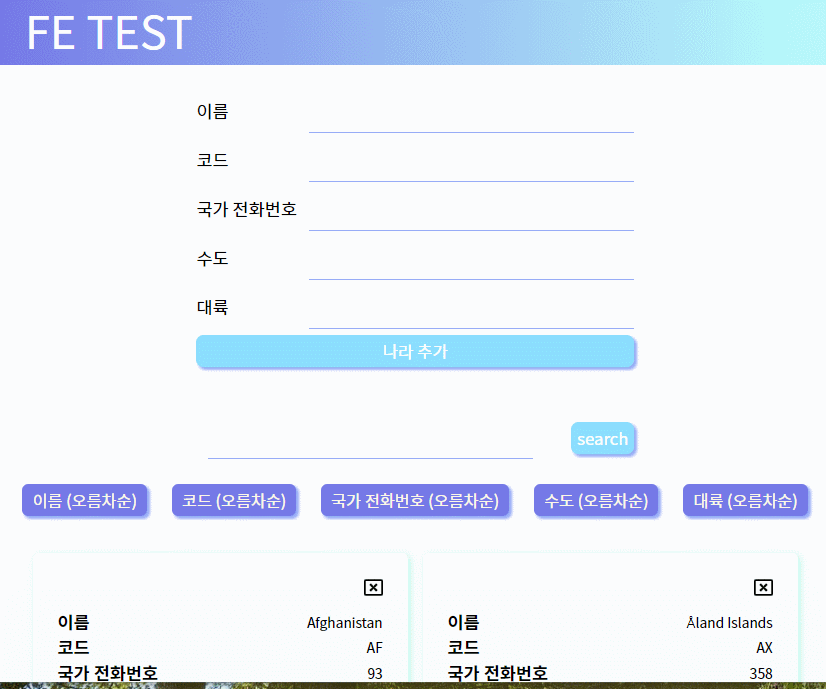 FE TEST
이름
코드
국가 전화번호
수도
대륙
나라 추가
search
이름 (오름차순) 코드 (오름차순) 국가 전화번호 (오름차순) 수도 (오름차순) 대륙 (오름차순)
이름 Afghanistan
코드 AF
국가 전화번호 93
이름 Åland Islands
코드 AX
국가 전화번호 358